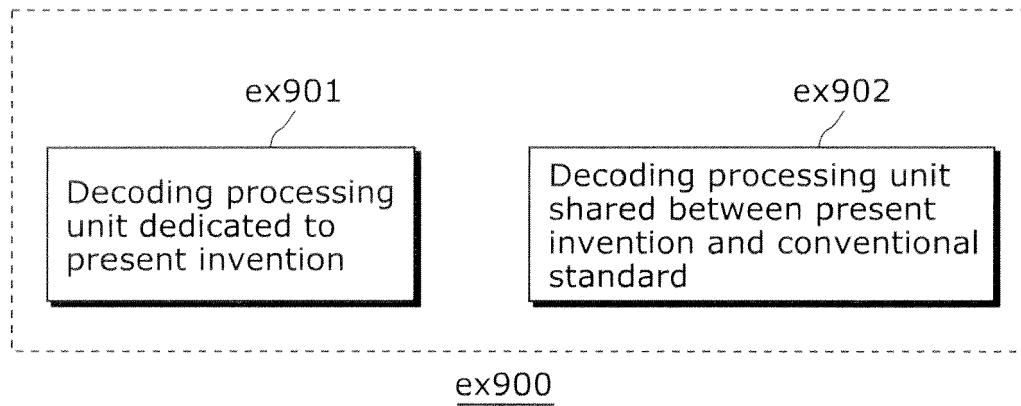 ex901
Decoding processing
unit dedicated to
present invention
ex902
Decoding processing unit
shared between present
invention and conventional
standard
ex900